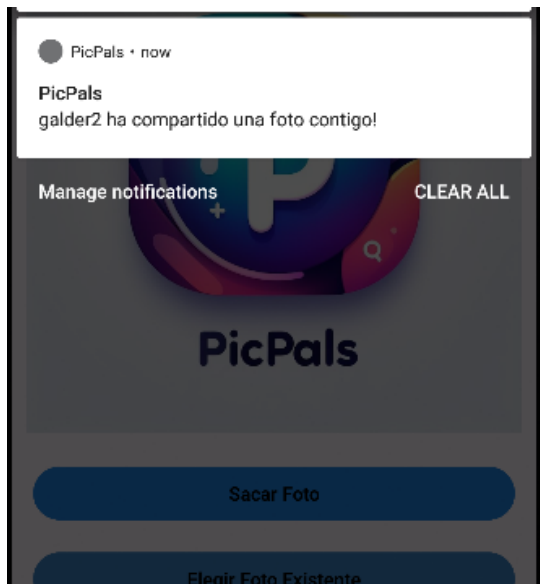 PicPals • now
PicPals
galder2 ha compartido una foto contigo!
Manage notifications
CLEAR ALL
P
PicPals
Sacar Foto
Elegir Foto Existente